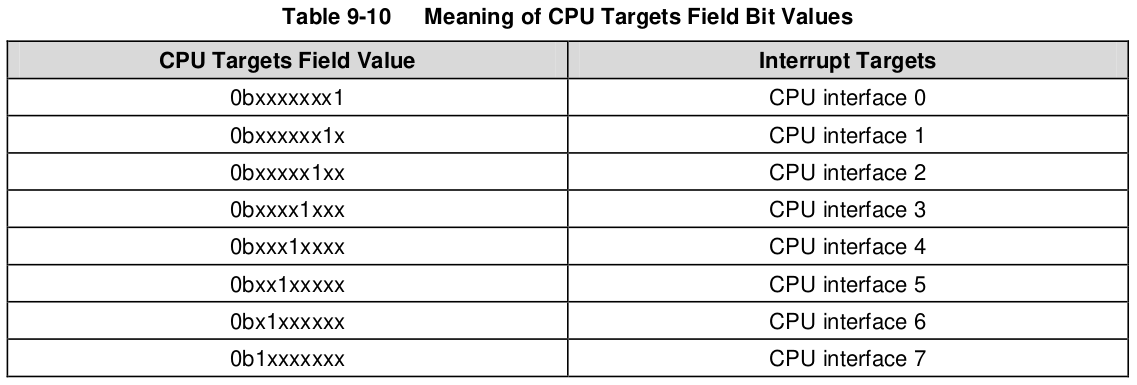 Table 9-10 Meaning of CPU Targets Field Bit Values
CPU Targets Field Value Interrupt Targets
0bxxxxxxx1 CPU interface 0
0bxxxxxx1x CPU interface 1
0bxxxxx1xx CPU interface 2
0bxxxx1xxx CPU interface 3
0bxxx1xxxx CPU interface 4
0bxx1xxxxx CPU interface 5
0bx1xxxxxx CPU interface 6
0b1xxxxxxx CPU interface 7